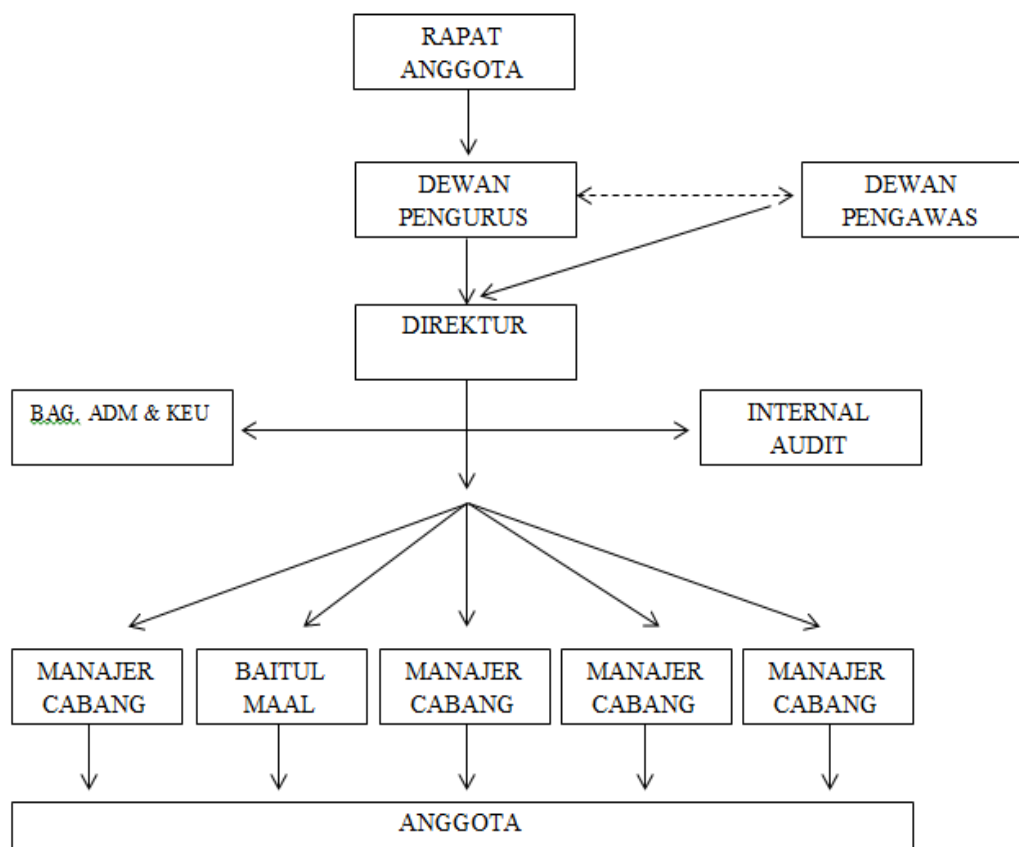 RAPAT
ANGGOTA
DEWAN
PENGURUS
DEWAN
PENGAWAS
DIREKTUR
BAG. ADM & KEU
INTERNAL
AUDIT
MANAJER
CABANG
BAITUL
MAAL
MANAJER
CABANG
MANAJER
CABANG
MANAJER
CABANG
ANGGOTA